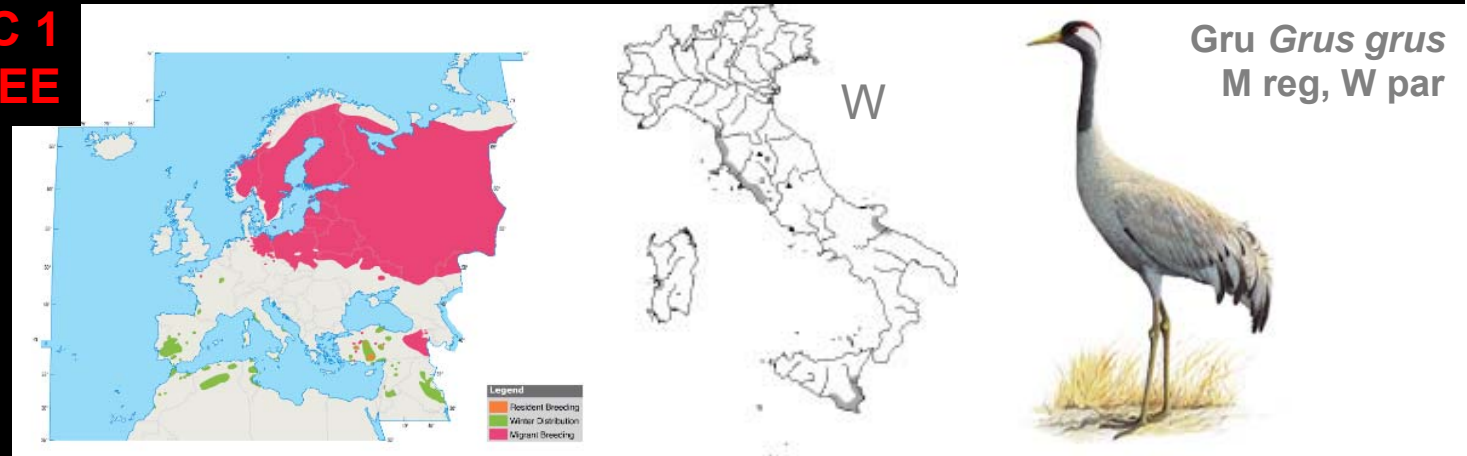 C 1
EE
W
Gru Grus grus
M reg, W par
Legend
Resident Breeding
Winter Distribution
Migrant Breeding